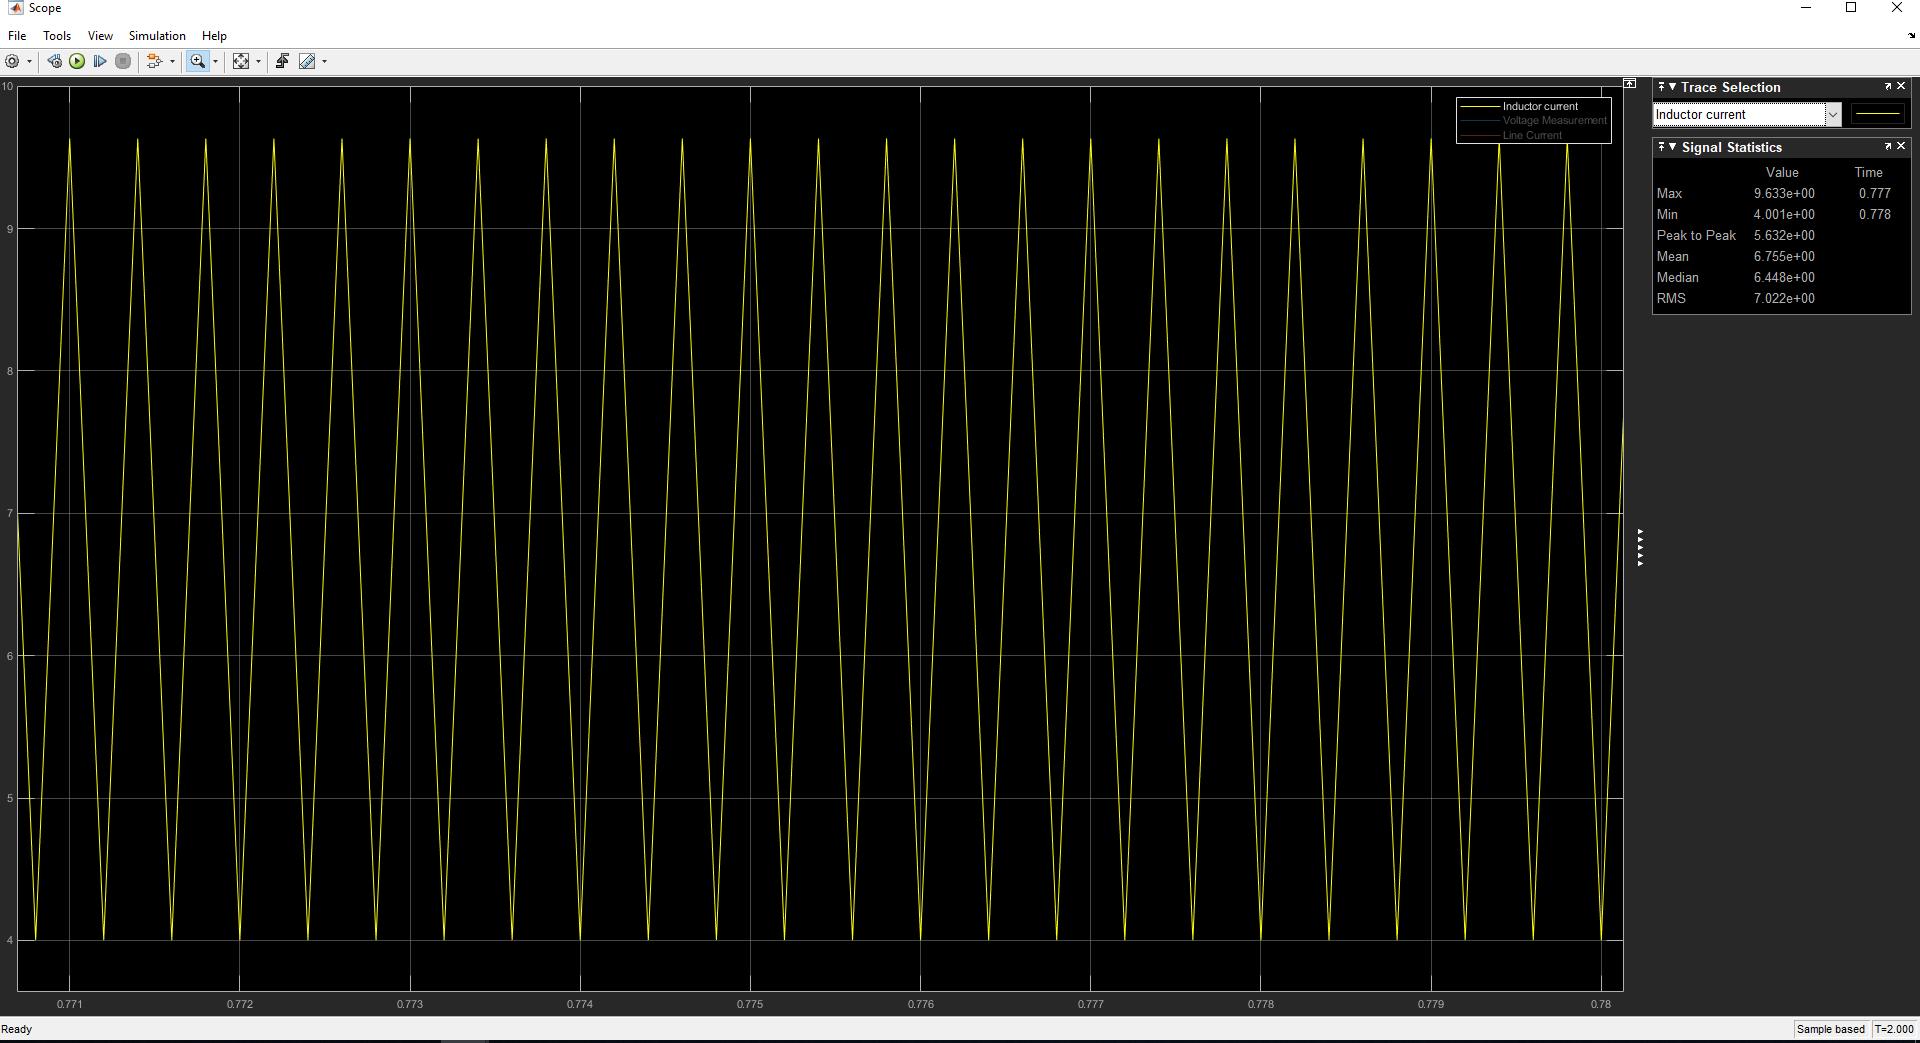 Scope
File Tools View Simulation Help
10
9
8
7
6
5
4
0.771 0.772 0.773 0.774 0.775 0.776 0.777 0.778 0.779 0.78
Inductor current
Voltage Measurement
Line Current
Trace Selection
Inductor current
Signal Statistics
Value Time
Max 9.633e+00 0.777
Min 4.001e+00 0.778
Peak to Peak 5.632e+00
Mean 6.755e+00
Median 6.448e+00
RMS 7.022e+00
Ready
Sample based T=2.000